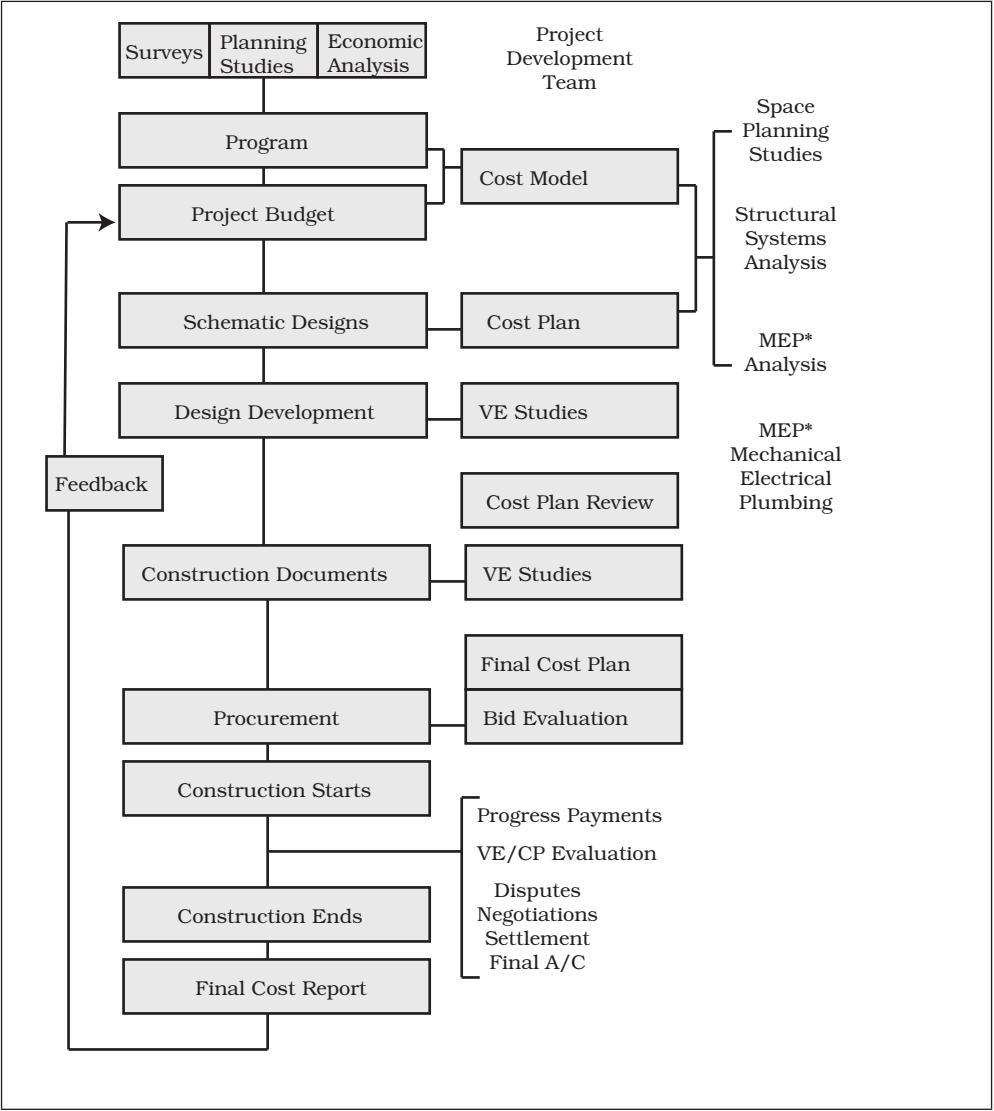 Surveys
Planning
Studies
Economic
Analysis
Project
Development
Team
Program
Cost Model
Project Budget
Space
Planning
Studies
Structural
Systems
Analysis
MEP*
Analysis
Schematic Designs
Cost Plan
Design Development
VE Studies
MEP*
Mechanical
Electrical
Plumbing
Feedback
Cost Plan Review
Construction Documents
VE Studies
Final Cost Plan
Procurement
Bid Evaluation
Construction Starts
Progress Payments
VE/CP Evaluation
Disputes
Negotiations
Settlement
Final A/C
Construction Ends
Final Cost Report